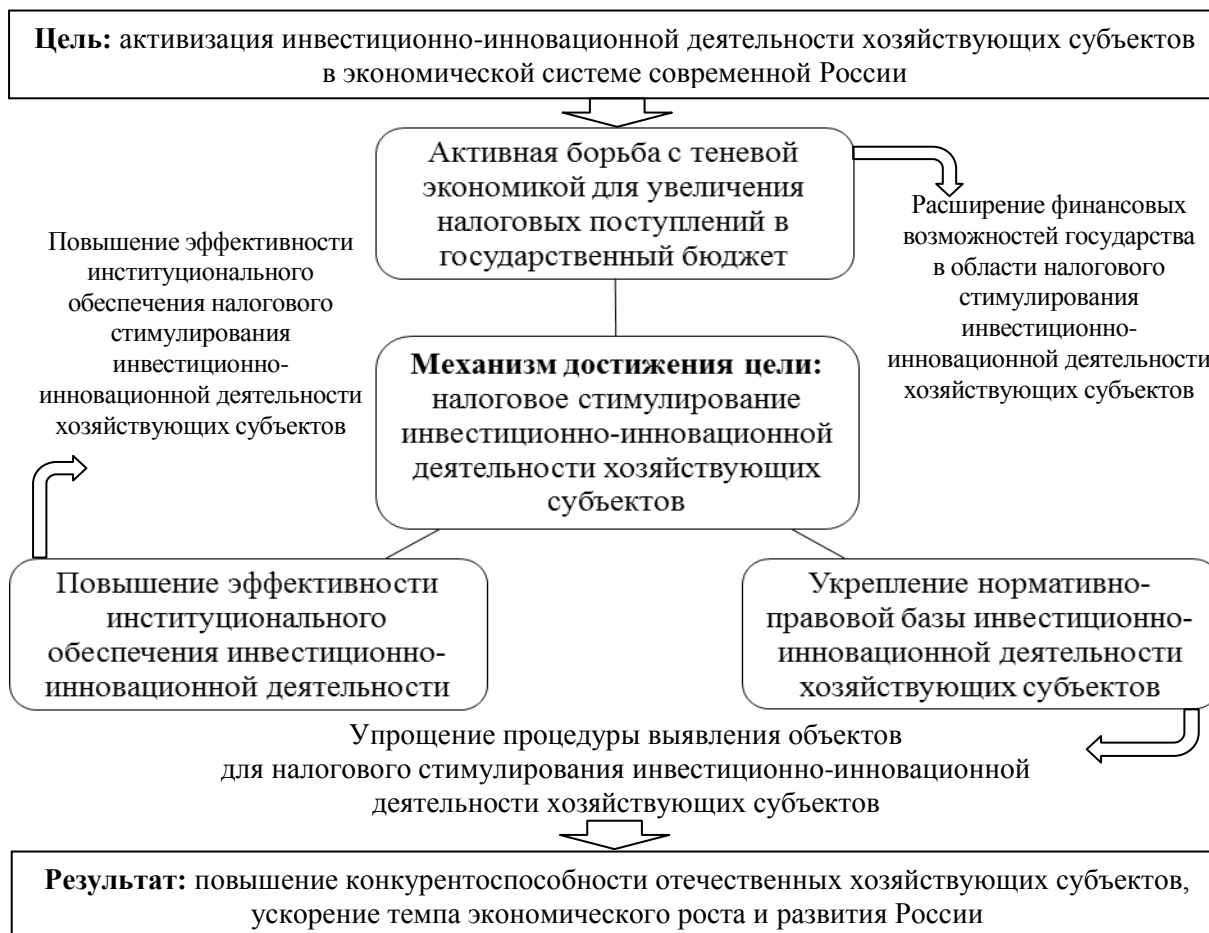 Цель: активизация инвестиционно-инновационной деятельности хозяйствующих субъектов
в экономической системе современной России
Активная борьба с теневой
экономикой для увеличения
налоговых поступлений в
государственный бюджет
Расширение финансовых
возможностей государства
в области налогового
стимулирования
инвестиционно-
инновационной деятельности
хозяйствующих субъектов
Повышение эффективности
институционального
обеспечения налогового
стимулирования
инвестиционно-
инновационной деятельности
хозяйствующих субъектов
Механизм достижения цели:
налоговое стимулирование
инвестиционно-инновационной
деятельности хозяйствующих
субъектов
Повышение эффективности
институционального
обеспечения инвестиционно-
инновационной деятельности
Укрепление нормативно-
правовой базы инвестиционно-
инновационной деятельности
хозяйствующих субъектов
Упрощение процедуры выявления объектов
для налогового стимулирования инвестиционно-инновационной
деятельности хозяйствующих субъектов
Результат: повышение конкурентоспособности отечественных хозяйствующих субъектов,
ускорение темпа экономического роста и развития России